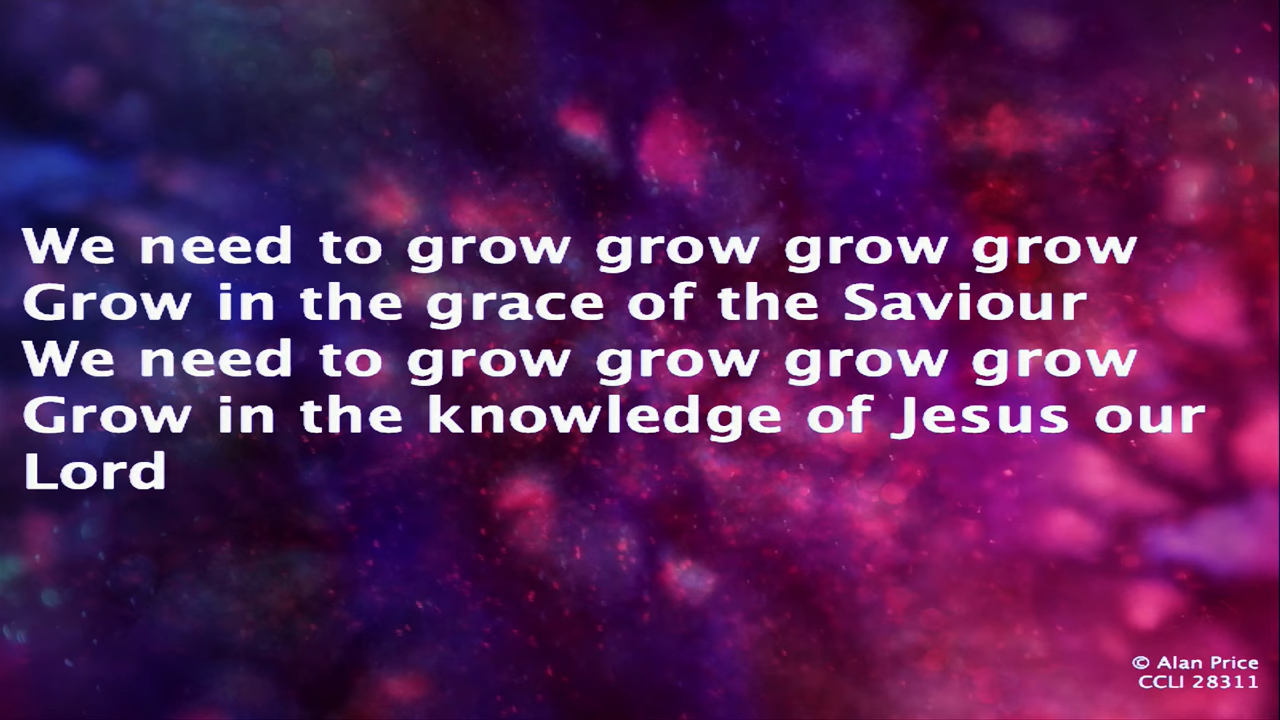 We need to grow grow grow grow
Grow in the grace of the Saviour
We need to grow grow grow grow
Grow in the knowledge of Jesus our
Lord
© Alan Price
CCLI 28311